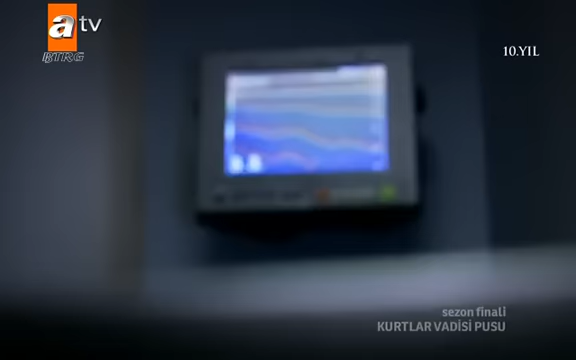 atv
BTRG
10.YIL
sezon finali
KURTLAR VADİSİ PUSU